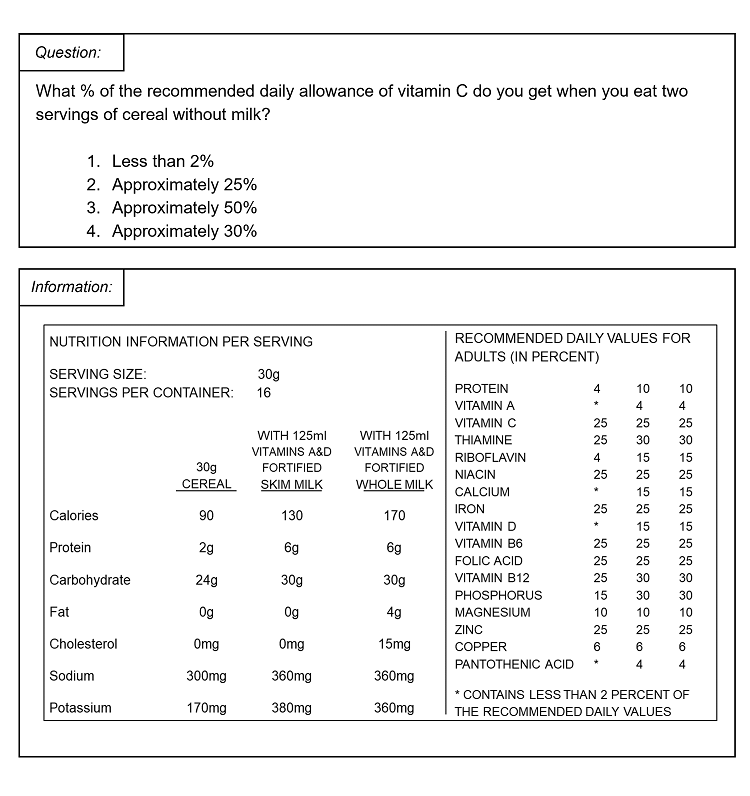 Question:
What % of the recommended daily allowance of vitamin C do you get when you eat two
servings of cereal without milk?
1. Less than 2%
2. Approximately 25%
3. Approximately 50%
4. Approximately 30%
Information:
NUTRITION INFORMATION PER SERVING
SERVING SIZE: 30g
SERVINGS PER CONTAINER: 16
WITH 125ml WITH 125ml
VITAMINS A&D VITAMINS A&D
30g FORTIFIED FORTIFIED
CEREAL SKIM MILK WHOLE MILK
Calories 90 130 170
Protein 2g 6g 6g
Carbohydrate 24g 30g 30g
Fat 0g 0g 4g
Cholesterol 0mg 0mg 15mg
Sodium 300mg 360mg 360mg
Potassium 170mg 380mg 360mg
RECOMMENDED DAILY VALUES FOR
ADULTS (IN PERCENT)
PROTEIN 4 10 10
VITAMIN A * 4 4
VITAMIN C 25 25 25
THIAMINE 25 30 30
RIBOFLAVIN 4 15 15
NIACIN 25 25 25
CALCIUM * 15 15
IRON 25 25 25
VITAMIN D * 15 15
VITAMIN B6 25 25 25
FOLIC ACID 25 25 25
VITAMIN B12 25 30 30
PHOSPHORUS 15 30 30
MAGNESIUM 10 10 10
ZINC 25 25 25
COPPER 6 6 6
PANTOTHENIC ACID * 4 4
* CONTAINS LESS THAN 2 PERCENT OF
THE RECOMMENDED DAILY VALUES